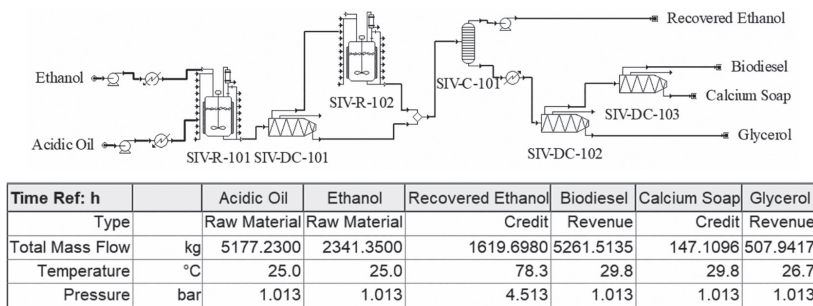 Recovered Ethanol
Ethanol
Biodiesel
SIV-C-101
Calcium Soap
SIV-R-102
SIV-DC-103
Acidic Oil
Glycerol
SIV-R-101 SIV-DC-101
SIV-DC-102
Time Ref: h Acidic Oil Ethanol Recovered Ethanol Biodiesel Calcium Soap Glycerol
Type Raw Material Raw Material Credit Revenue Credit Revenue
Total Mass Flow kg 5177.2300 2341.3500 1619.6980 5261.5135 147.1096 507.9417
Temperature °C 25.0 25.0 78.3 29.8 29.8 26.7
Pressure bar 1.013 1.013 4.513 1.013 1.013 1.013